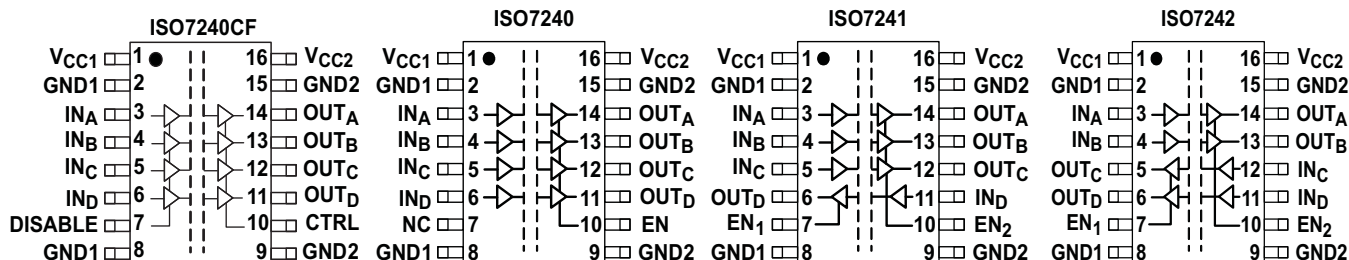 ISO7240CF
VCC1 1 16 VCC2
GND1 2 15 GND2
INA 3 14 OUTA
INB 4 13 OUTB
INC 5 12 OUTC
IND 6 11 OUTD
DISABLE 7 10 CTRL
GND1 8 9 GND2
ISO7240
VCC1 1 16 VCC2
GND1 2 15 GND2
INA 3 14 OUTA
INB 4 13 OUTB
INC 5 12 OUTC
IND 6 11 OUTD
NC 7 10 EN
GND1 8 9 GND2
ISO7241
VCC1 1 16 VCC2
GND1 2 15 GND2
INA 3 14 OUTA
INB 4 13 OUTB
INC 5 12 OUTC
OUTD 6 11 IND
EN1 7 10 EN2
GND1 8 9 GND2
ISO7242
VCC1 1 16 VCC2
GND1 2 15 GND2
INA 3 14 OUTA
INB 4 13 OUTB
OUTC 5 12 INC
OUTD 6 11 IND
EN1 7 10 EN2
GND1 8 9 GND2